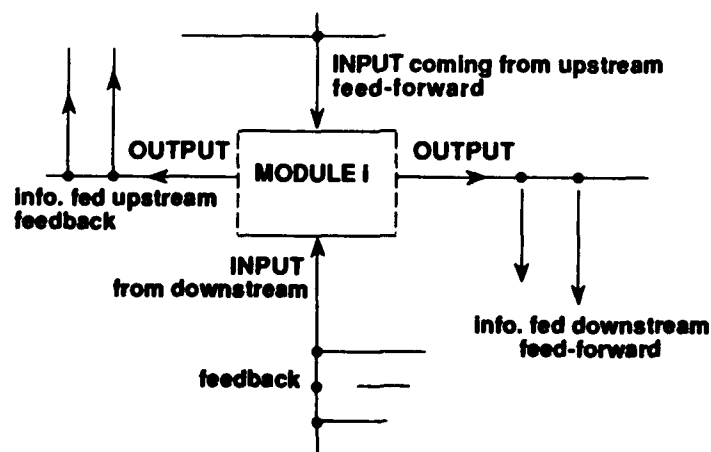 INPUT coming from upstream
feed-forward
OUTPUT
MODULE i
OUTPUT
info. fed upstream
feedback
INPUT
from downstream
info. fed downstream
feed-forward
feedback